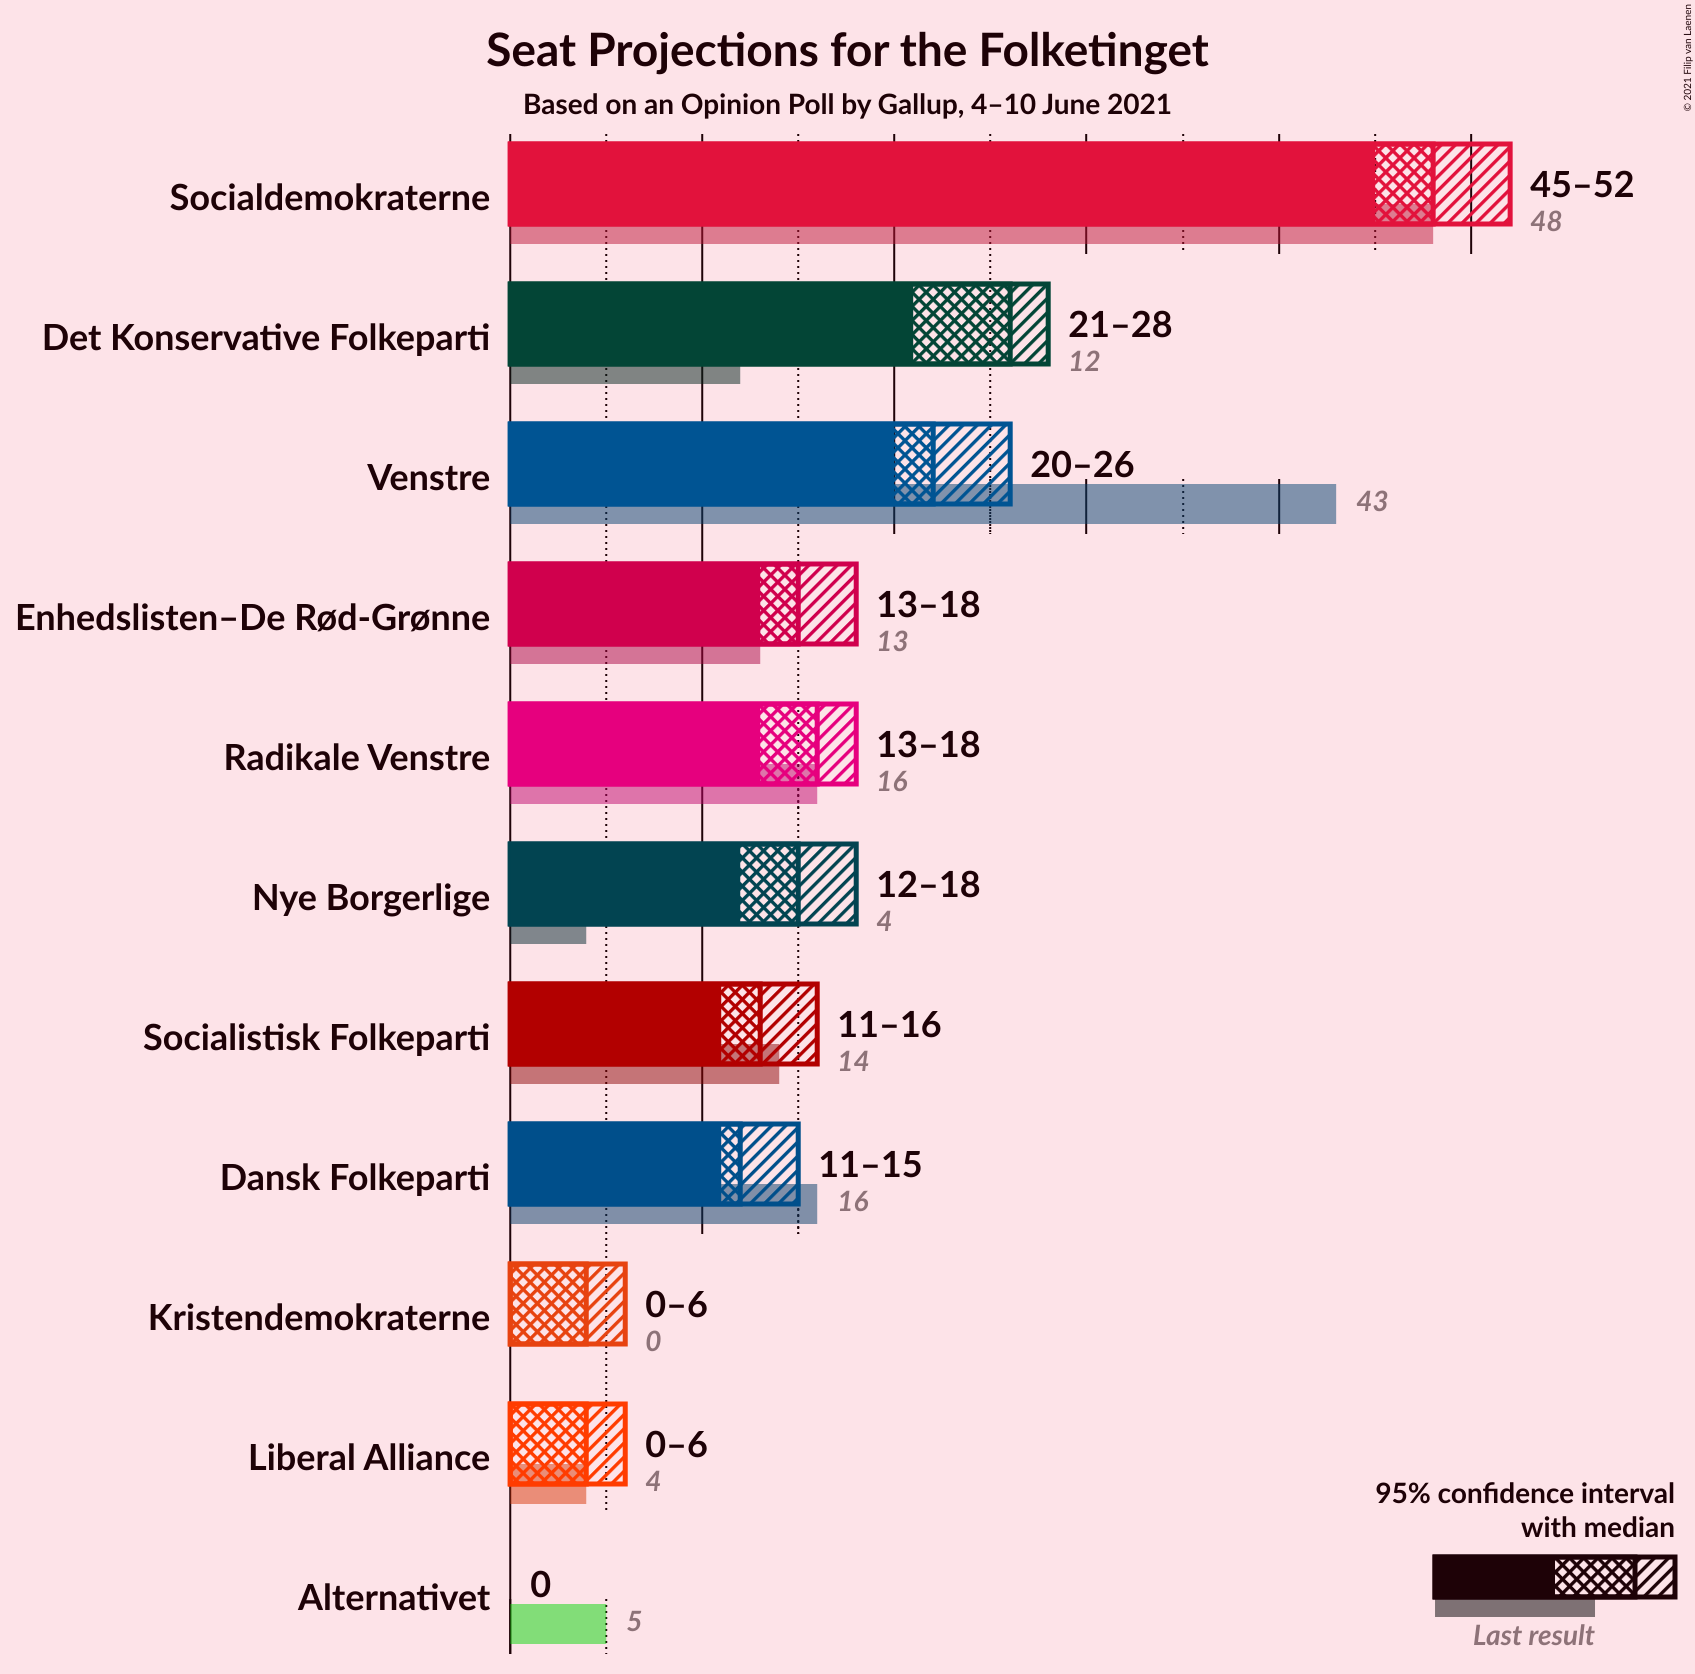 Seat Projections for the Folketinget
Based on an Opinion Poll by Gallup, 4–10 June 2021
© 2021 Filip van Laenen
Socialdemokraterne
45–52
48
Det Konservative Folkeparti
21–28
12
Venstre
20–26
43
Enhedslisten–De Rød-Grønne
13–18
13
Radikale Venstre
13–18
16
Nye Borgerlige
12–18
4
Socialistisk Folkeparti
11–16
14
Dansk Folkeparti
11–15
16
Kristendemokraterne
0–6
0
Liberal Alliance
0–6
4
Alternativet
0
5
95% confidence interval
with median
Last result